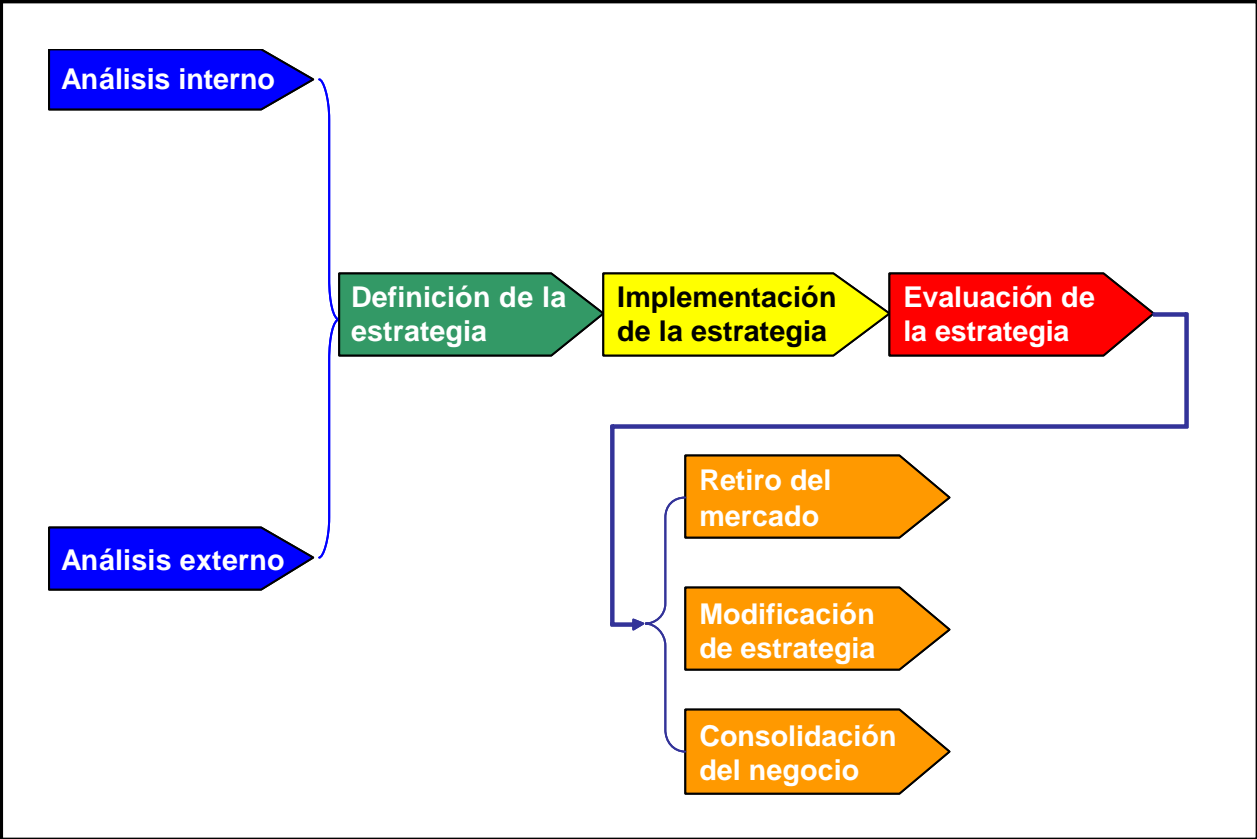 Análisis interno
Definición de la
estrategia
Implementación
de la estrategia
Evaluación de
la estrategia
Análisis externo
Retiro del
mercado
Modificación
de estrategia
Consolidación
del negocio